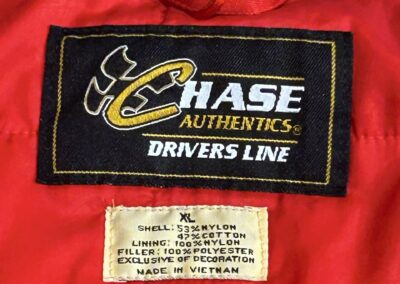 CHASE
AUTHENTICS®
DRIVERS LINE
XL
SHELL: 53% NYLON
47% COTTON
LINING: 100% NYLON
FILLER: 100% POLYESTER
EXCLUSIVE OF DECORATION
MADE IN VIETNAM